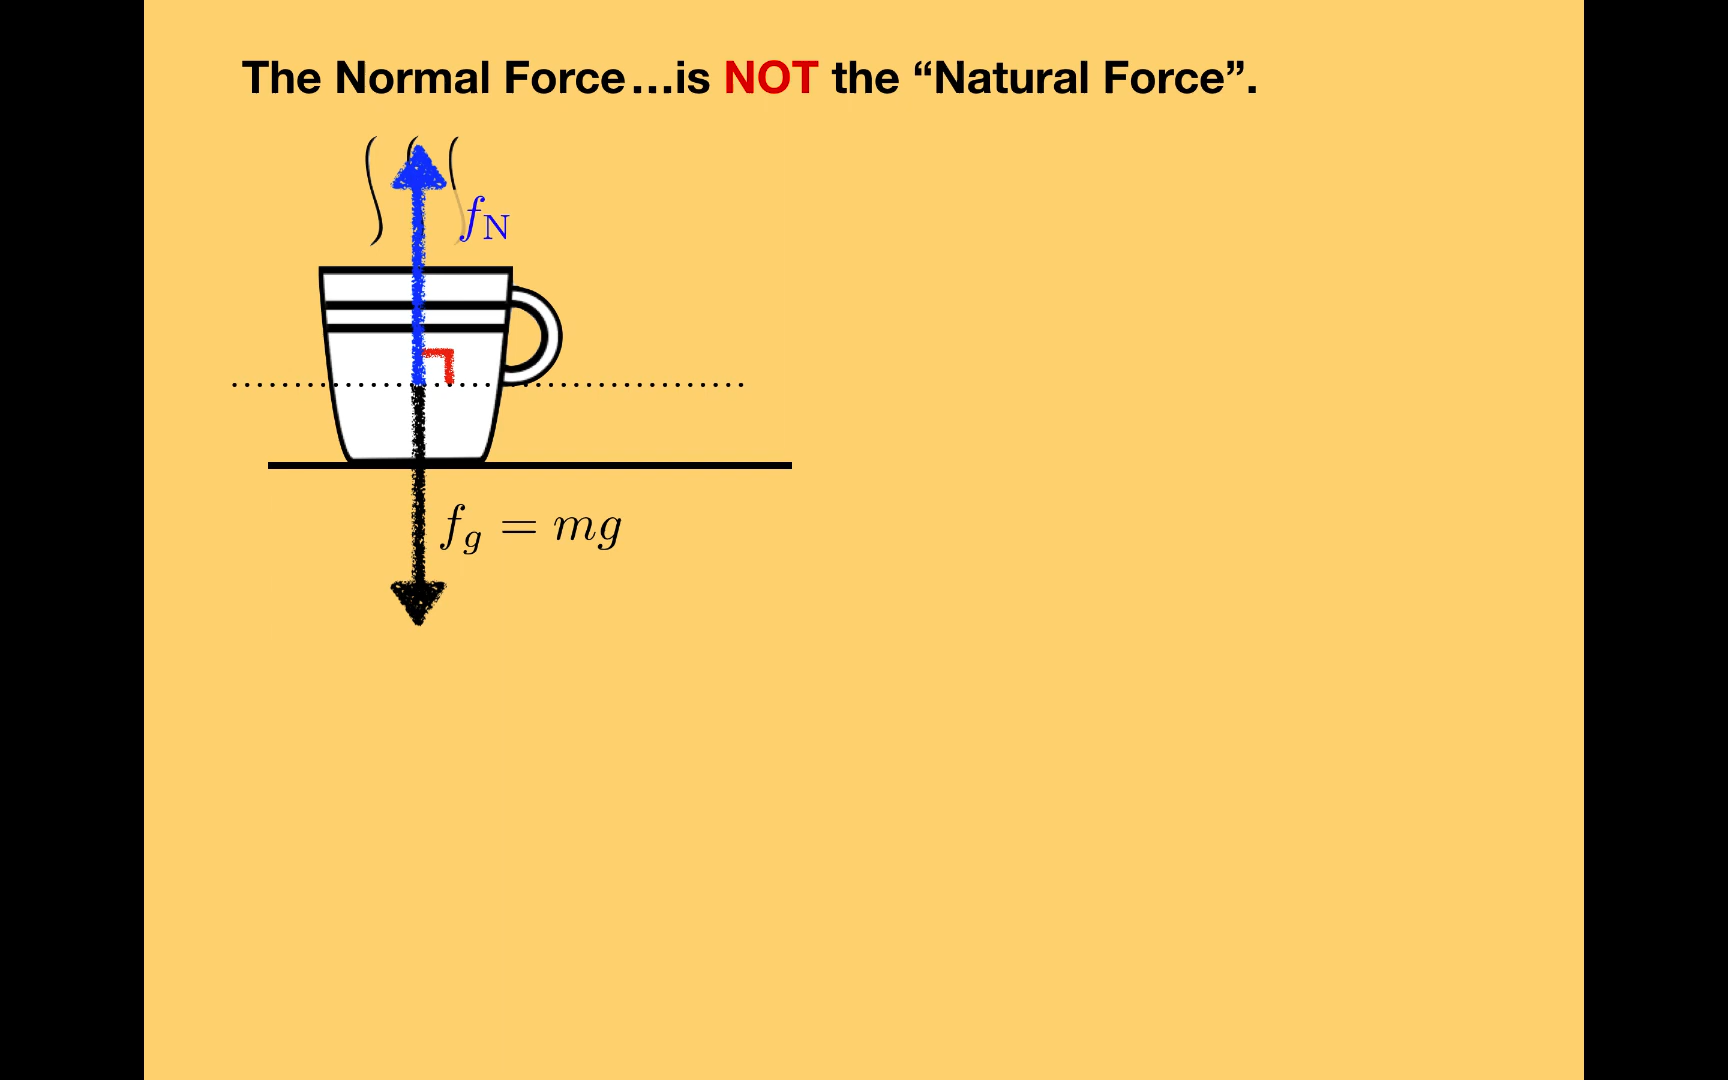 The Normal Force...is NOT the “Natural Force”.
f_N
f_g = mg